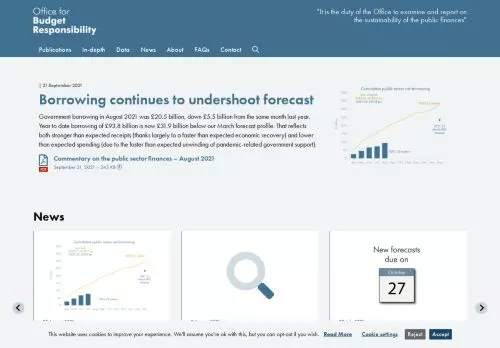 Office for
Budget
Responsibility
"It is the duty of the Office to examine and report on
the sustainability of the public finances"
Publications In-depth Data News About FAQs Contact
| 21 September 2021
Borrowing continues to undershoot forecast
Government borrowing in August 2021 was £20.5 billion, down £5.5 billion from the same month last year.
Year to date borrowing of £93.8 billion is now £31.9 billion below our March forecast profile. That reflects
both stronger than expected receipts (thanks largely to a faster than expected economic recovery) and lower
than expected spending (due to the faster than expected unwinding of pandemic-related government support).
Commentary on the public sector finances – August 2021
September 21, 2021 - 245 KB
Cumulative public sector net borrowing
News
Cumulative public sector net borrowing
New forecasts
due on
October
27
This website uses cookies to improve your experience. We'll assume you're ok with this, but you can opt-out if you wish. Read More Cookie settings Reject Accept